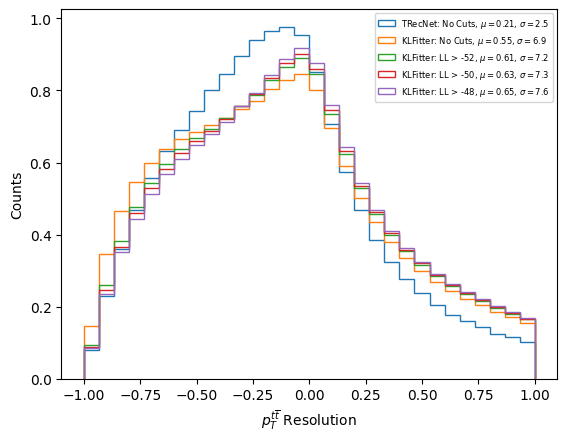 TRecNet: No Cuts, μ = 0.21, σ = 2.5
KLFitter: No Cuts, μ = 0.55, σ = 6.9
KLFitter: LL > -52, μ = 0.61, σ = 7.2
KLFitter: LL > -50, μ = 0.63, σ = 7.3
KLFitter: LL > -48, μ = 0.65, σ = 7.6
1.0
0.8
0.6
0.4
0.2
0.0
Counts
−1.00 −0.75 −0.50 −0.25 0.00 0.25 0.50 0.75 1.00
$p_T^{t\overline{t}}$ Resolution